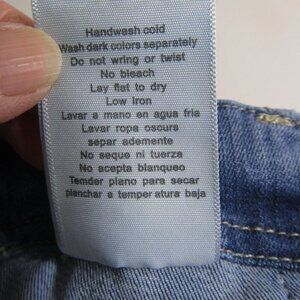 Handwash cold
Wash dark colors separately
Do not wring or twist
No bleach
Lay flat to dry
Low Iron
Lavar a mano en agua fria
Lavar ropa oscura
separ ademente
No seque ni tuerza
No acepta blanqueo
Temder plano para secar
planchar a temper atura baja